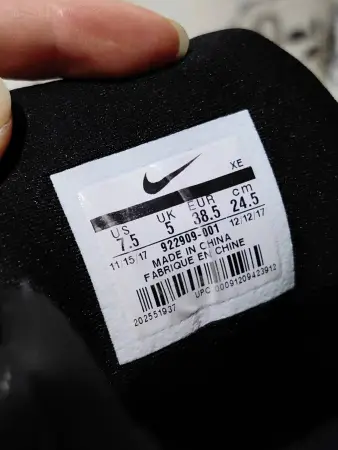 XE
US UK EUR cm
7.5 5 38.5 24.5
11/15/17 922909-001 12/12/17
MADE IN CHINA
FABRIQUE EN CHINE
202551937 UPC:00091209423912